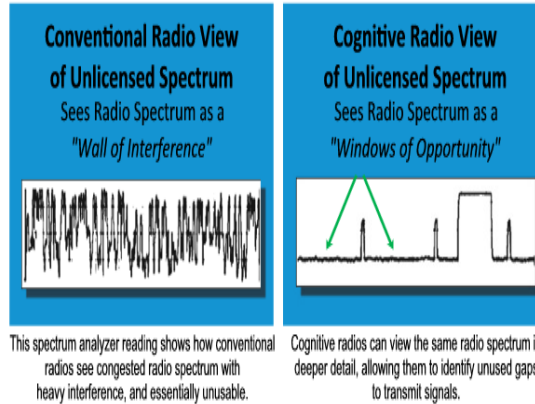 Conventional Radio View
of Unlicensed Spectrum
Sees Radio Spectrum as a
"Wall of Interference"
This spectrum analyzer reading shows how conventional
radios see congested radio spectrum with
heavy interference, and essentially unusable.
Cognitive Radio View
of Unlicensed Spectrum
Sees Radio Spectrum as a
"Windows of Opportunity"
Cognitive radios can view the same radio spectrum i
deeper detail, allowing them to identify unused gaps
to transmit signals.